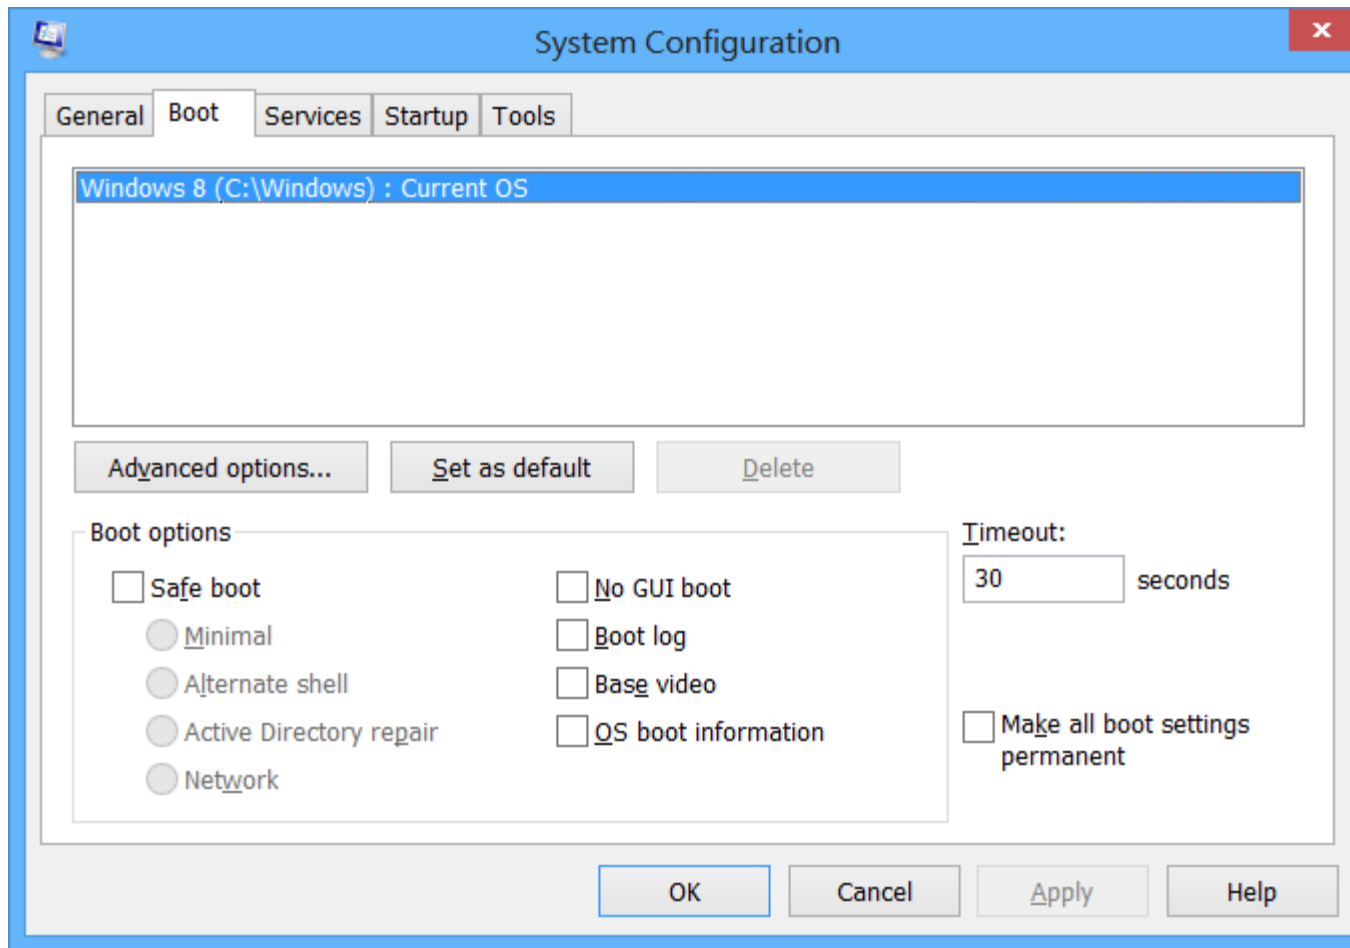 System Configuration
General Boot Services Startup Tools
Windows 8 (C:\Windows) : Current OS
Advanced options... Set as default Delete
Boot options
Timeout:
Safe boot No GUI boot 30 seconds
Minimal Boot log
Alternate shell Base video
Active Directory repair OS boot information
Make all boot settings
permanent
Network
OK Cancel Apply Help